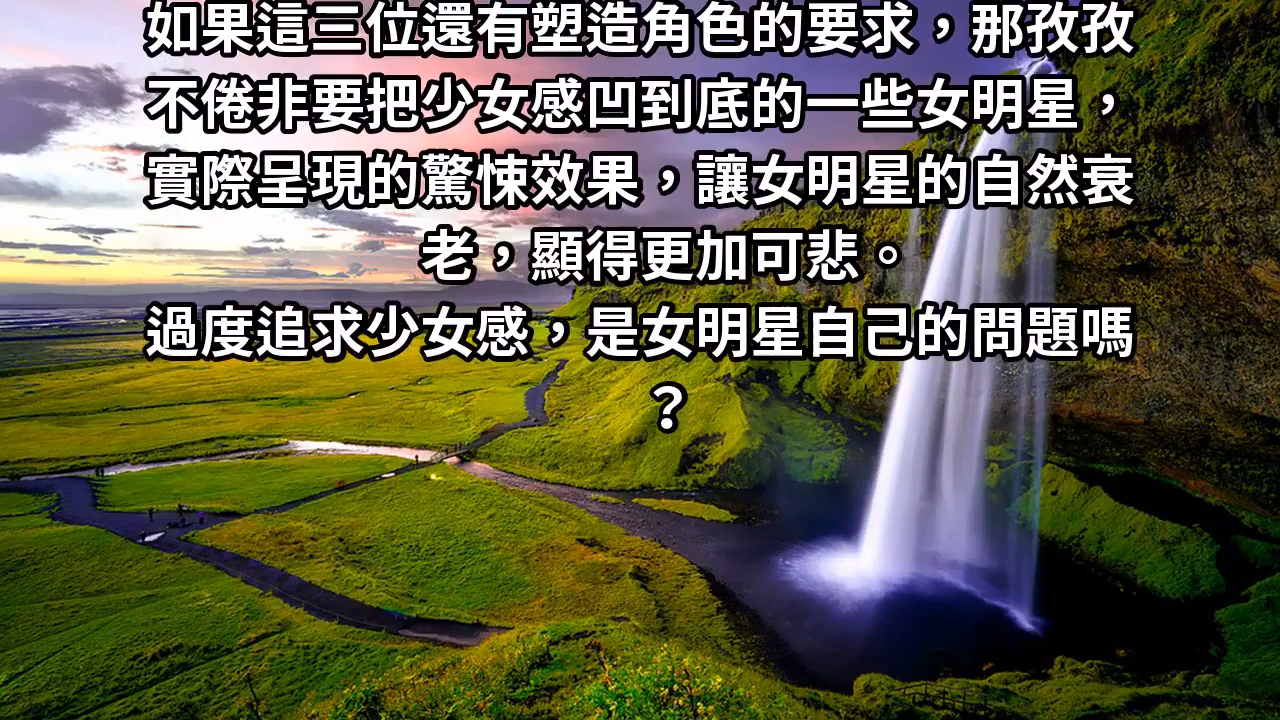 如果這三位還有塑造角色的要求，那孜孜
不倦非要把少女感凹到底的一些女明星，
實際呈現的驚悚效果，讓女明星的自然衰
老，顯得更加可悲。
過度追求少女感，是女明星自己的問題嗎
？